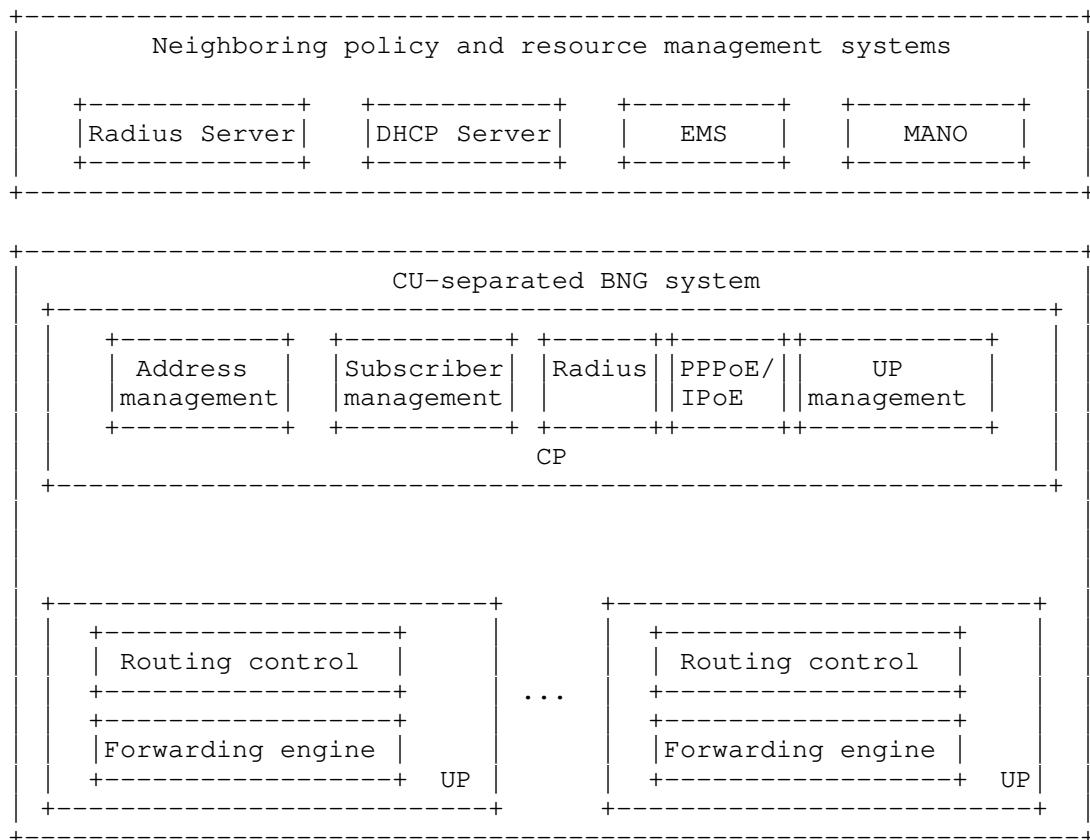 Neighboring policy and resource management systems
Radius Server DHCP Server EMS MANO
CU-separated BNG system
Address Subscriber Radius PPPoE/ UP
management management IPoE management
CP
Routing control Routing control
...
Forwarding engine Forwarding engine
UP UP